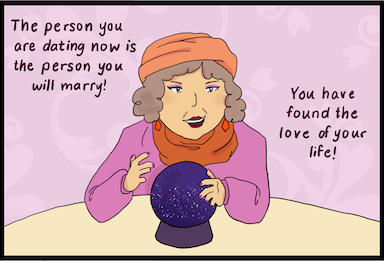 The person you
are dating now is
the person you
will marry!
You have
found the
love of your
life!